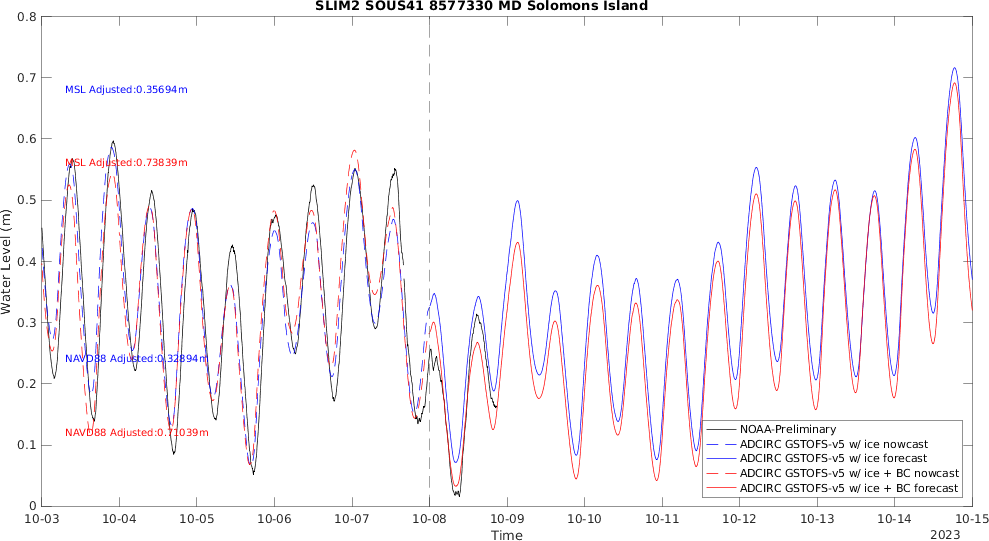 SLIM2 SOUS41 8577330 MD Solomons Island
Water Level (m)
0.8
0.7
0.6
0.5
0.4
0.3
0.2
0.1
0
MSL Adjusted:0.35694m
MSL Adjusted:0.73839m
NAVD88 Adjusted:0.32894m
NAVD88 Adjusted:0.71039m
NOAA-Preliminary
ADCIRC GSTOFS-v5 w/ ice nowcast
ADCIRC GSTOFS-v5 w/ ice forecast
ADCIRC GSTOFS-v5 w/ ice + BC nowcast
ADCIRC GSTOFS-v5 w/ ice + BC forecast
10-03 10-04 10-05 10-06 10-07 10-08 10-09 10-10 10-11 10-12 10-13 10-14 10-15
Time
2023